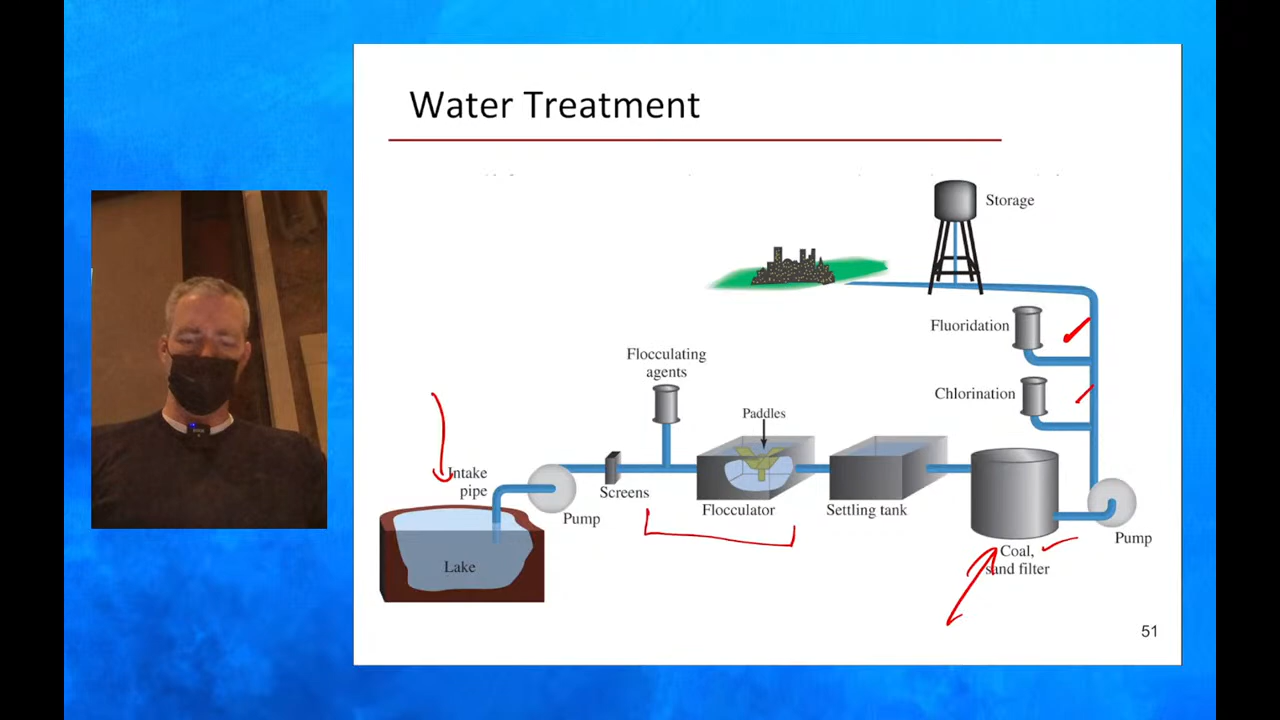 Water Treatment
Storage
Fluoridation
Flocculating
agents
Chlorination
Paddles
Intake
pipe
Screens
Flocculator
Settling tank
Pump
Pump
Coal,
sand filter
Lake
51